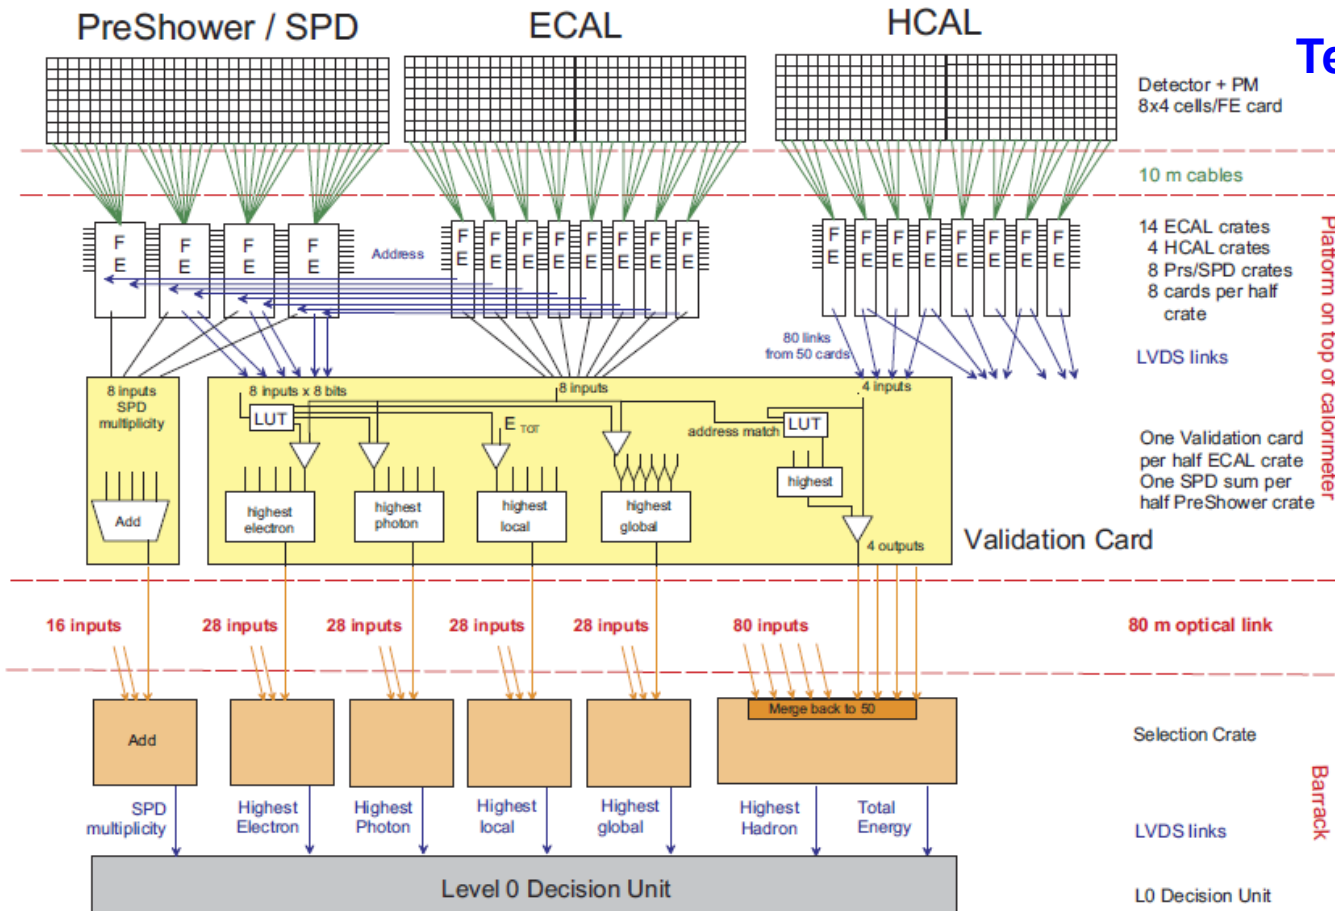 PreShower / SPD
ECAL
HCAL
Te
Detector + PM
8x4 cells/FE card
10 m cables
F
E
F
E
F
E
F
E
Address
F
E
F
E
F
E
F
E
F
E
F
E
F
E
F
E
F
E
F
E
F
E
F
E
F
E
F
E
F
E
F
E
14 ECAL crates
4 HCAL crates
8 Prs/SPD crates
8 cards per half
crate
Platform on top of calorimeter
80 links
from 50 cards
LVDS links
8 inputs
SPD
multiplicity
8 inputs x 8 bits
8 inputs
4 inputs
LUT
E TOT
address match
LUT
One Validation card
per half ECAL crate
One SPD sum per
half PreShower crate
Add
highest
electron
highest
photon
highest
local
highest
global
highest
4 outputs
Validation Card
16 inputs
28 inputs
28 inputs
28 inputs
28 inputs
80 inputs
80 m optical link
Merge back to 50
Add
Selection Crate
Barrack
SPD
multiplicity
Highest
Electron
Highest
Photon
Highest
local
Highest
global
Highest
Hadron
Total
Energy
LVDS links
Level 0 Decision Unit
L0 Decision Unit